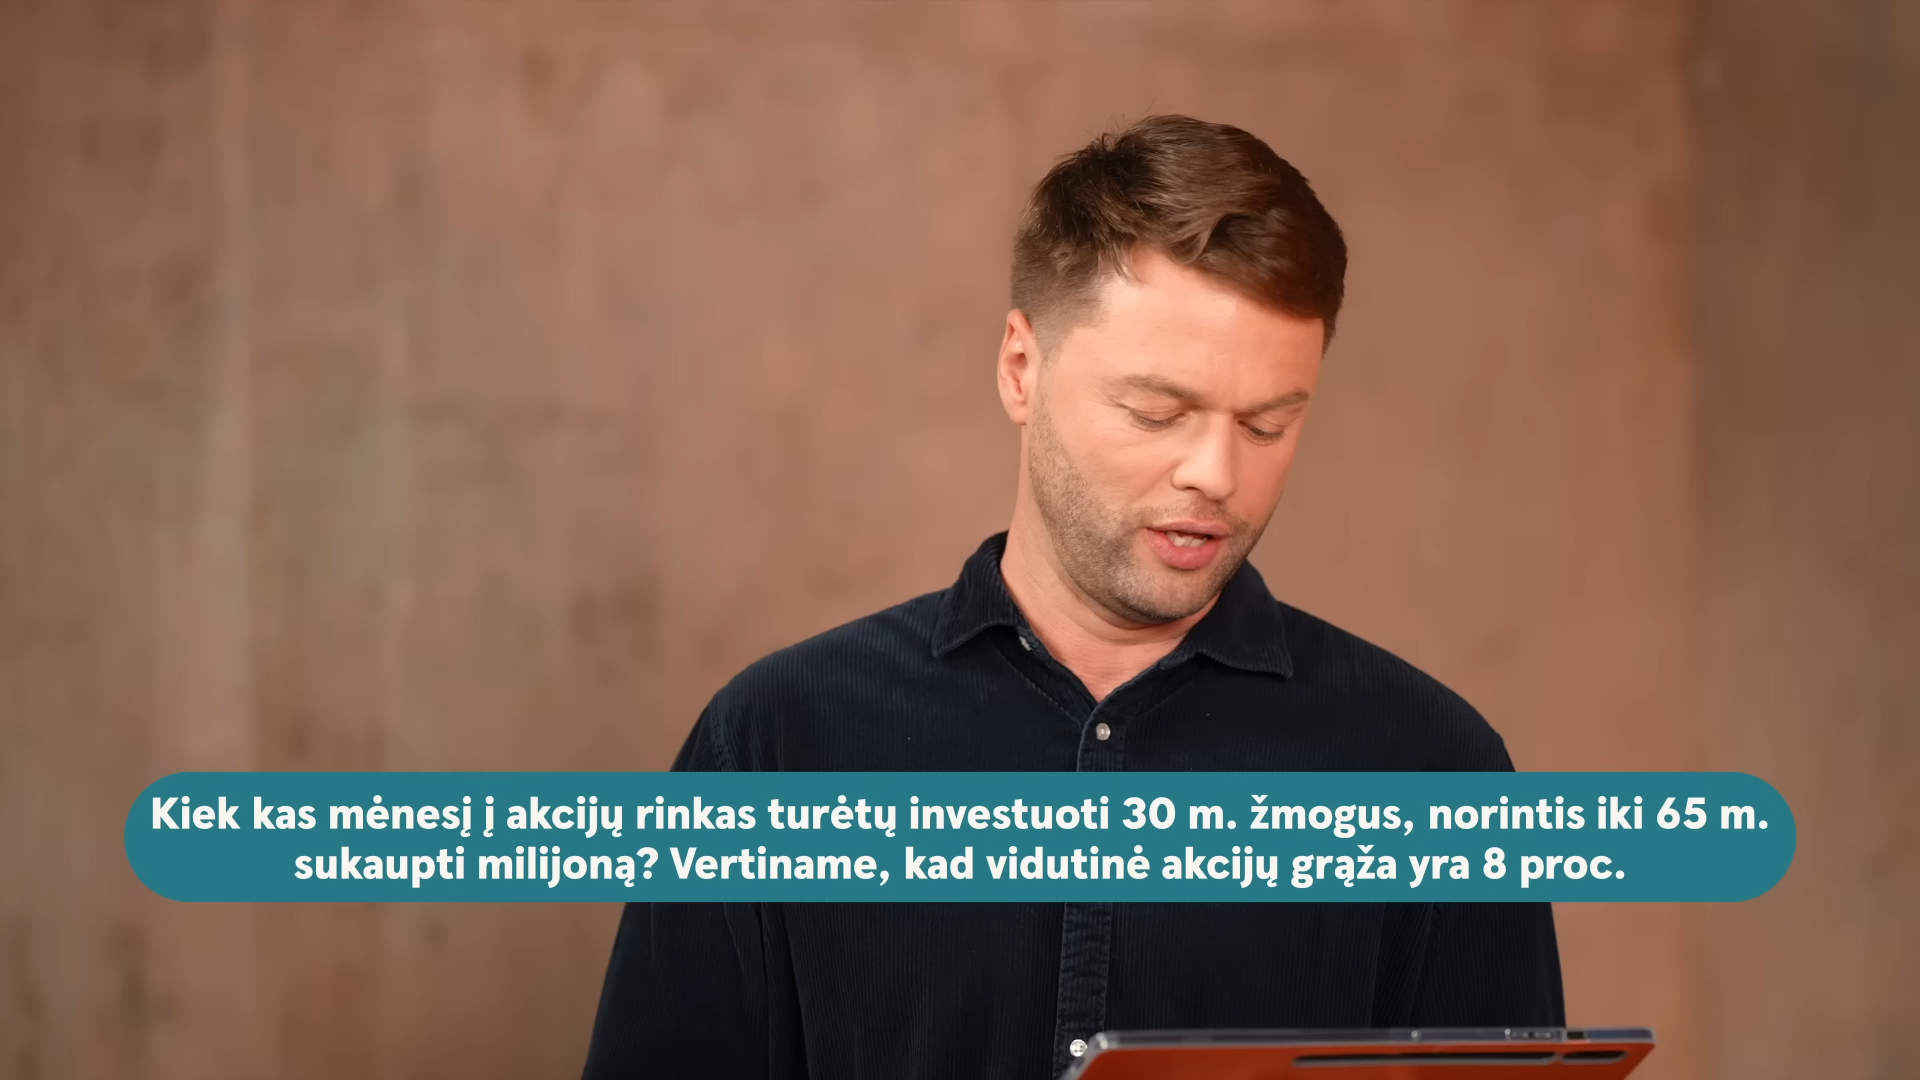 Kiek kas mėnesį į akcijų rinkas turėtų investuoti 30 m. žmogus, norintis iki 65 m.
sukaupti milijoną? Vertiname, kad vidutinė akcijų grąža yra 8 proc.